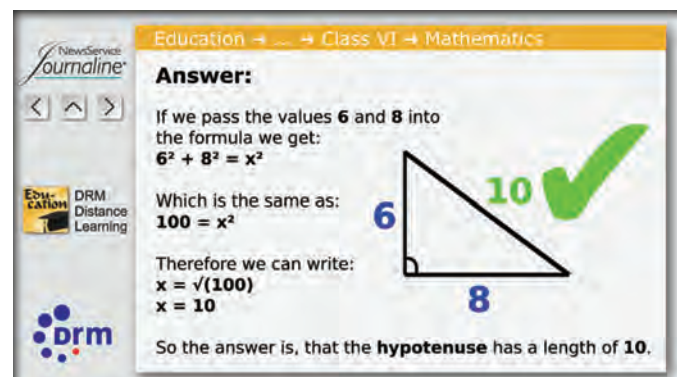 NewsService
Journaline®
Education → ... → Class VI → Mathematics
Answer:
If we pass the values 6 and 8 into
the formula we get:
6² + 8² = x²
Which is the same as:
100 = x²
Therefore we can write:
x = √(100)
x = 10
So the answer is, that the hypotenuse has a length of 10.
6
10
8
Edu-
cation
DRM
Distance
Learning
DRM